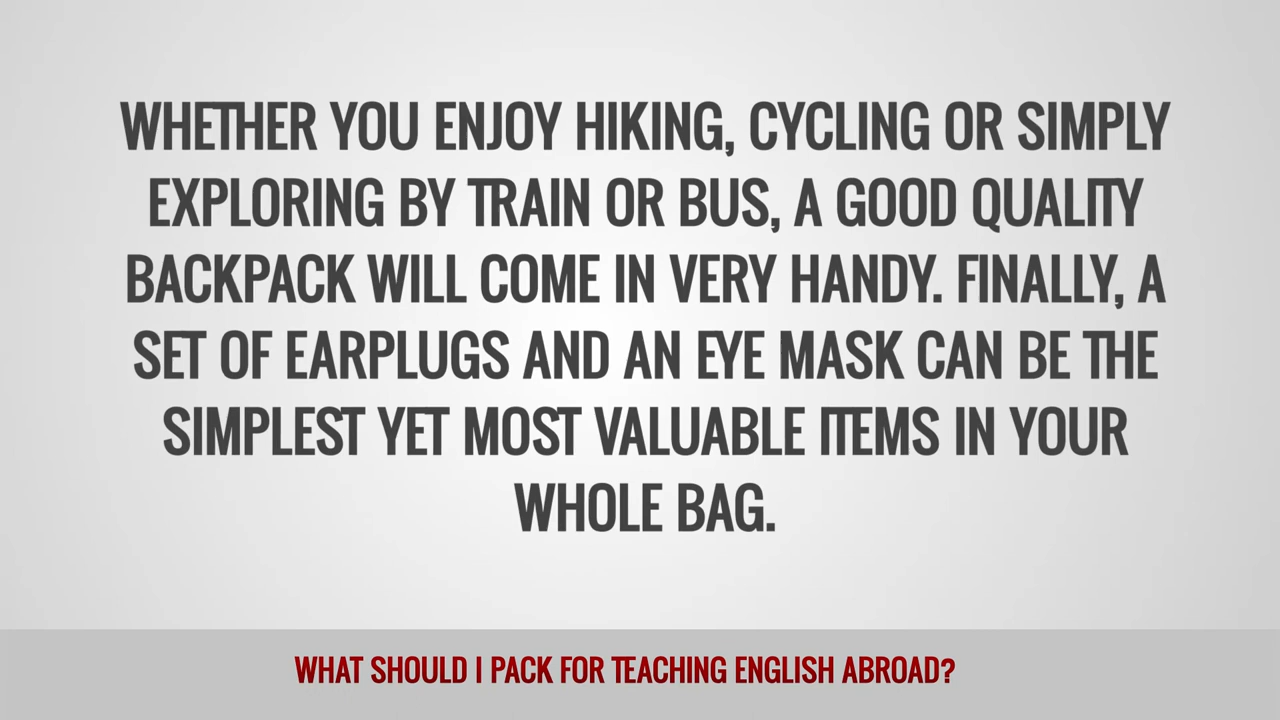 WHETHER YOU ENJOY HIKING, CYCLING OR SIMPLY
EXPLORING BY TRAIN OR BUS, A GOOD QUALITY
BACKPACK WILL COME IN VERY HANDY. FINALLY, A
SET OF EARPLUGS AND AN EYE MASK CAN BE THE
SIMPLEST YET MOST VALUABLE ITEMS IN YOUR
WHOLE BAG.
WHAT SHOULD I PACK FOR TEACHING ENGLISH ABROAD?